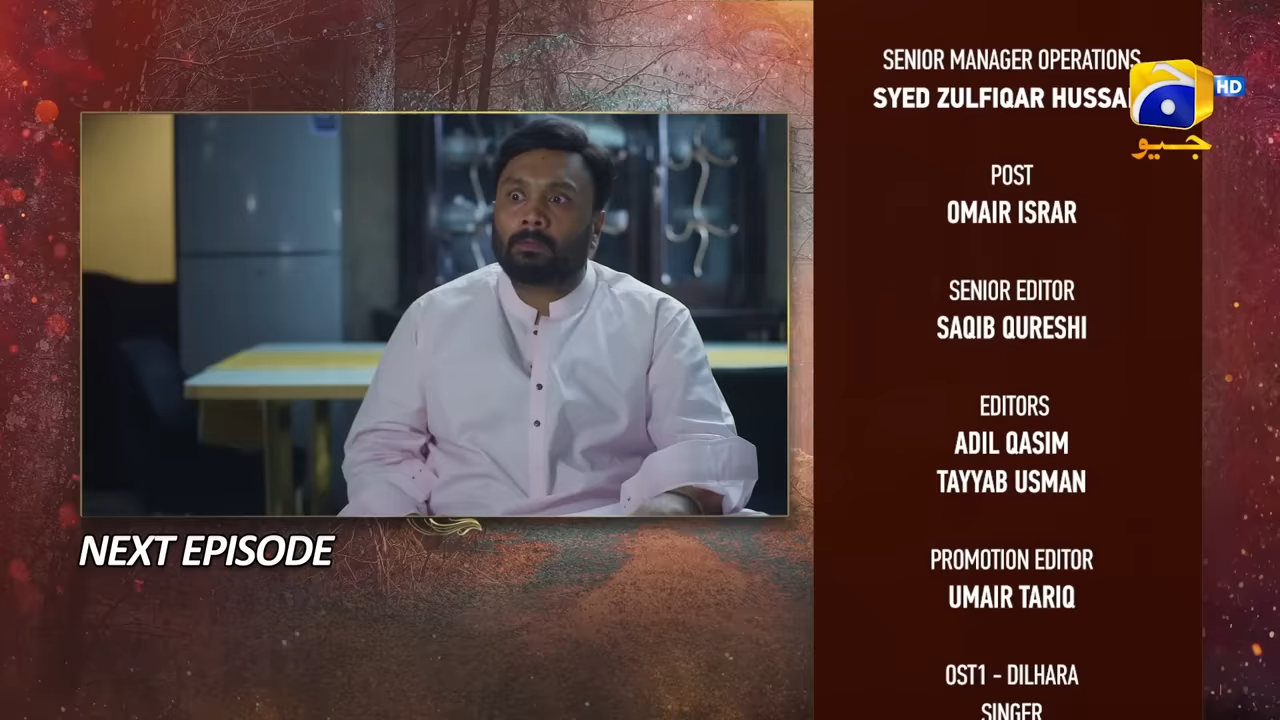 SENIOR MANAGER OPERATIONS
SYED ZULFIQAR
HD
جیو
POST
OMAIR ISRAR
SENIOR EDITOR
SAQIB QURESHI
EDITORS
ADIL QASIM
TAYYAB USMAN
NEXT EPISODE
PROMOTION EDITOR
UMAIR TARIQ
OST1 - DILHARA
SINGER